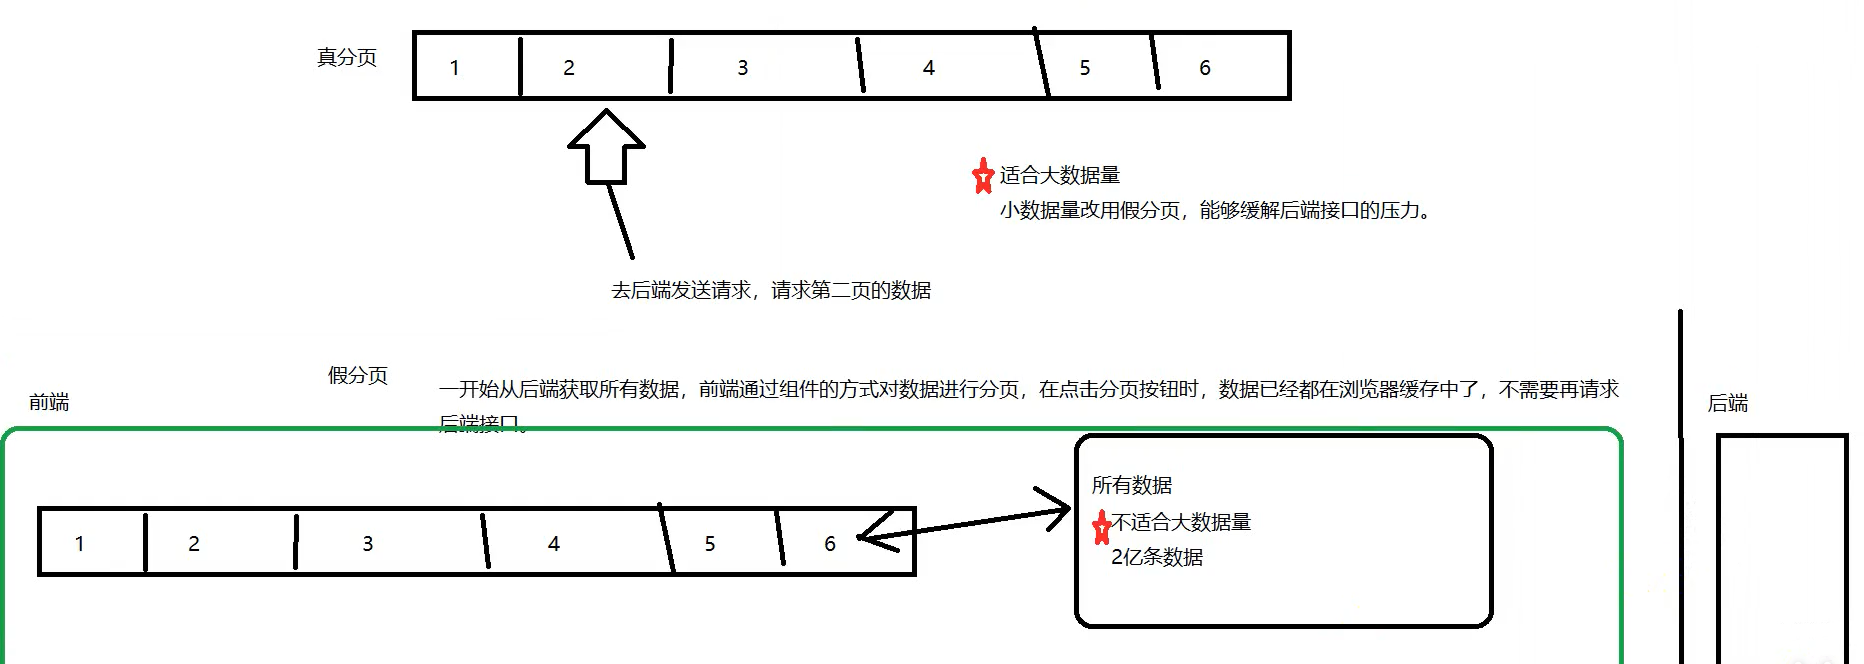 真分页
1 2 3 4 5 6
适合大数据量
小数据量改用假分页，能够缓解后端接口的压力。
去后端发送请求，请求第二页的数据
假分页
一开始从后端获取所有数据，前端通过组件的方式对数据进行分页，在点击分页按钮时，数据已经都在浏览器缓存中了，不需要再请求
后端接口。
前端
后端
1 2 3 4 5 6
所有数据
不适合大数据量
2亿条数据